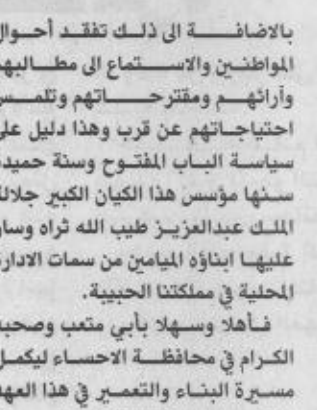 بالاضافة الى ذلك تفقد أحوال
المواطنين والاستماع الى مطالبهم
وأرائهم ومقترحاتهم وتلمس
احتياجاتهم عن قرب وهذا دليل على
سياسة الباب المفتوح وسنة حميدة
سنها مؤسس هذا الكيان الكبير جلالة
الملك عبدالعزيز طيب الله ثراه وسار
عليها ابناؤه الميامين من سمات الادارة
المحلية في مملكتنا الحبيبة.
فأهلا وسهلا بأبي متعب وصحبه
الكرام في محافظة الاحساء ليكمل
مسيرة البناء والتعمير في هذا العهد